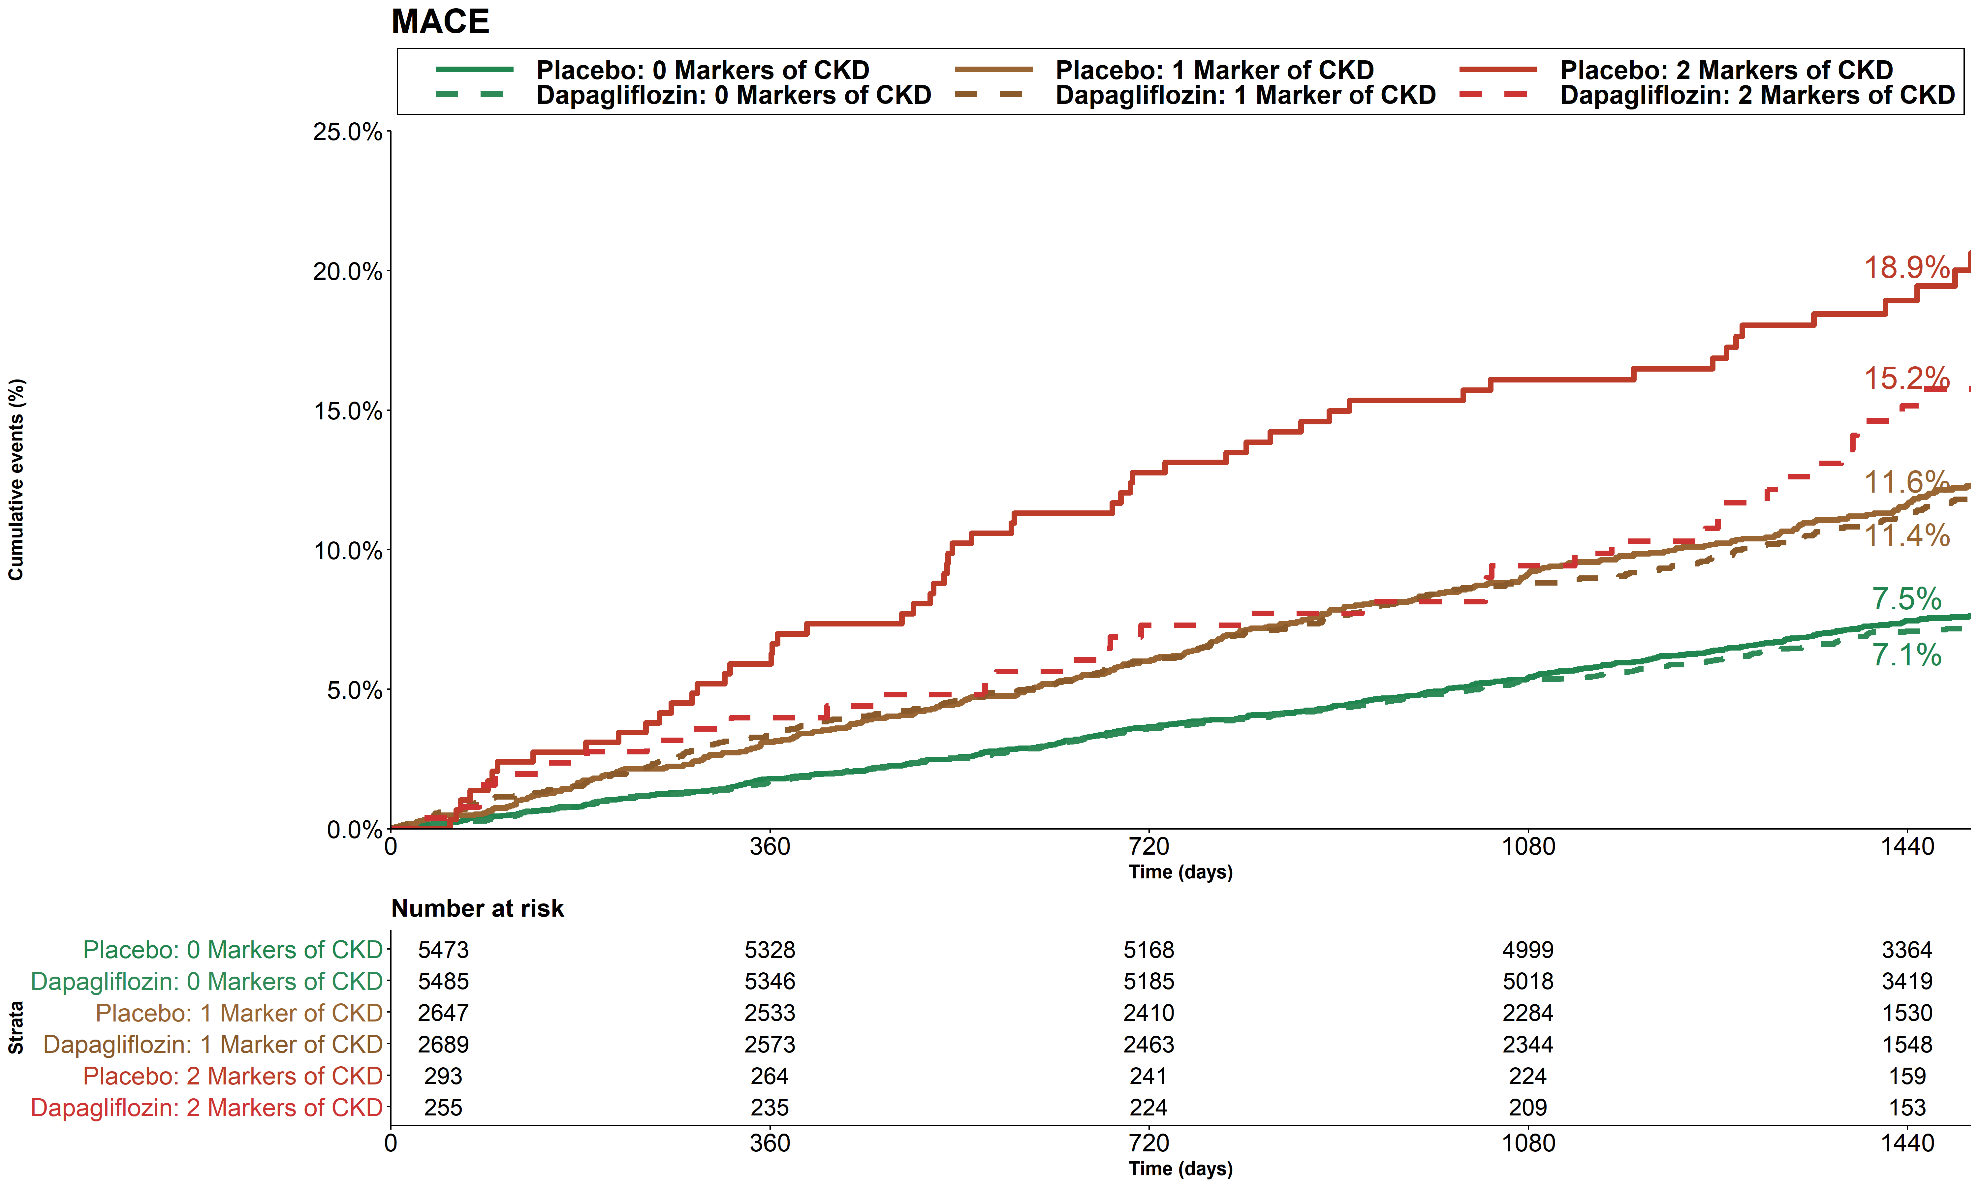 MACE
Placebo: 0 Markers of CKD Placebo: 1 Marker of CKD Placebo: 2 Markers of CKD
Dapagliflozin: 0 Markers of CKD Dapagliflozin: 1 Marker of CKD Dapagliflozin: 2 Markers of CKD
Cumulative events (%)
25.0%
20.0%
15.0%
10.0%
5.0%
0.0%
18.9%
15.2%
11.6%
11.4%
7.5%
7.1%
0 360 720 1080 1440
Time (days)
Number at risk
Strata
Placebo: 0 Markers of CKD 5473 5328 5168 4999 3364
Dapagliflozin: 0 Markers of CKD 5485 5346 5185 5018 3419
Placebo: 1 Marker of CKD 2647 2533 2410 2284 1530
Dapagliflozin: 1 Marker of CKD 2689 2573 2463 2344 1548
Placebo: 2 Markers of CKD 293 264 241 224 159
Dapagliflozin: 2 Markers of CKD 255 235 224 209 153
0 360 720 1080 1440
Time (days)